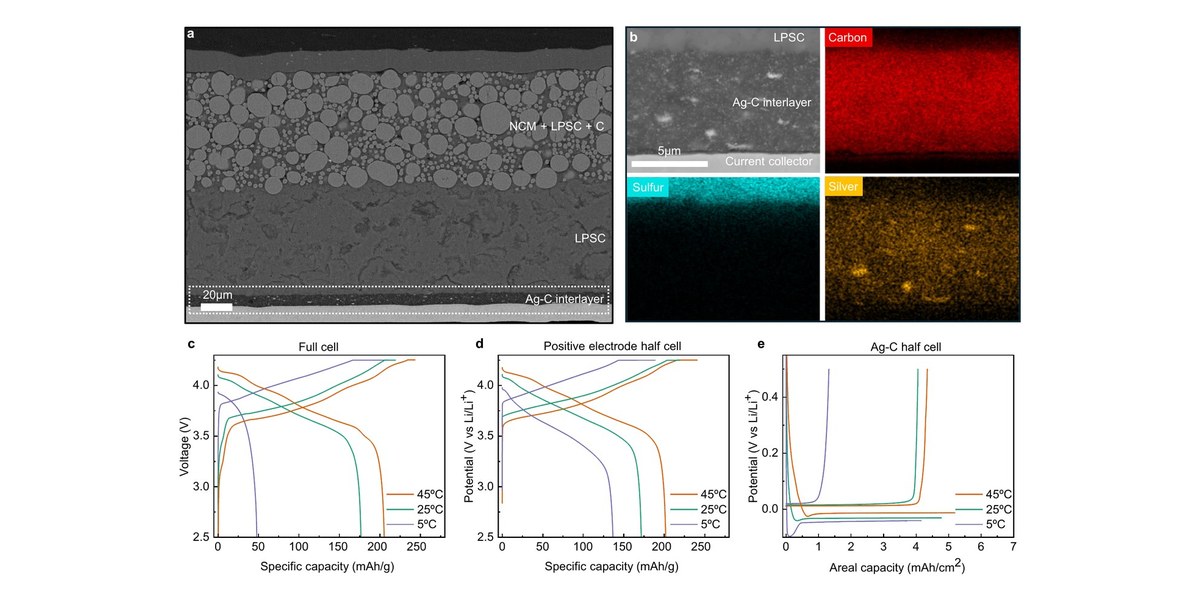 a
NCM + LPSC + C
LPSC
20μm
Ag-C interlayer
b
LPSC
Ag-C interlayer
5μm
Current collector
Carbon
Sulfur
Silver
c
Full cell
Voltage (V)
4.0
3.5
3.0
2.5
45ºC
25ºC
5ºC
0 50 100 150 200 250
Specific capacity (mAh/g)
d
Positive electrode half cell
Potential (V vs Li/Li⁺)
4.0
3.5
3.0
2.5
45ºC
25ºC
5ºC
0 50 100 150 200 250
Specific capacity (mAh/g)
e
Ag-C half cell
Potential (V vs Li/Li⁺)
0.4
0.2
0.0
45ºC
25ºC
5ºC
0 1 2 3 4 5 6 7
Areal capacity (mAh/cm²)